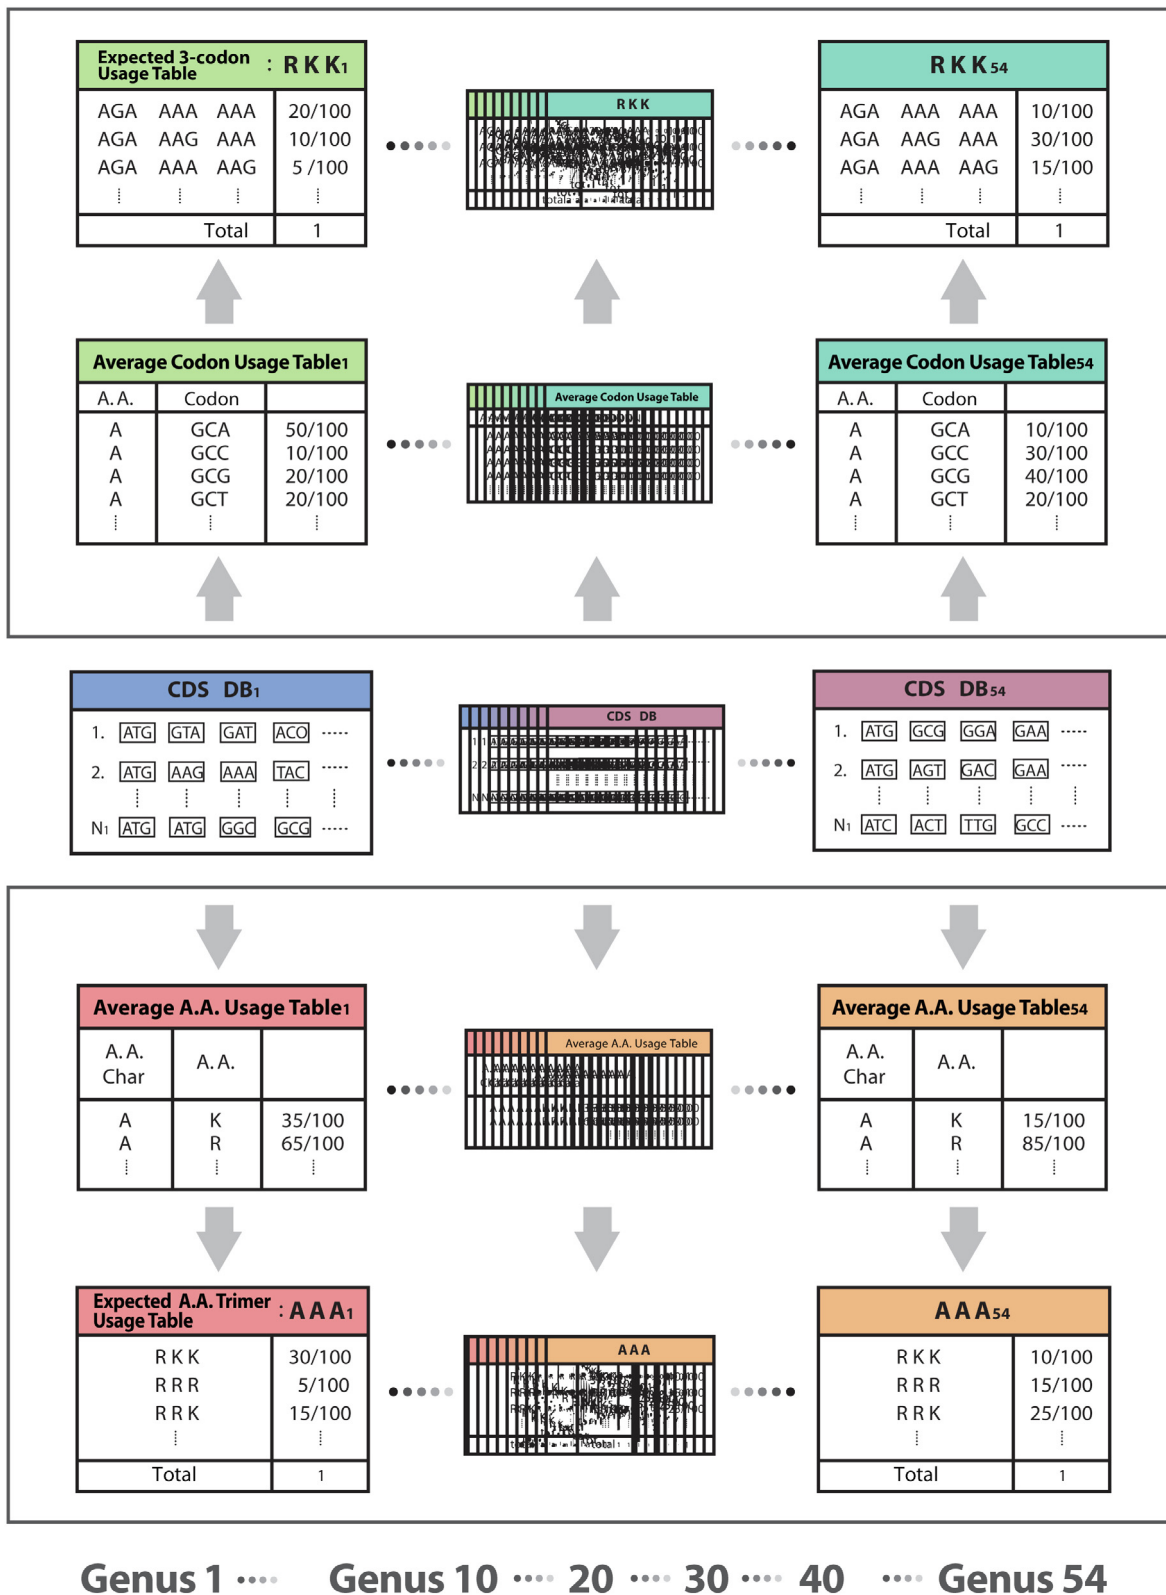 Expected 3-codon Usage Table : R K K1
AGA AAA AAA 20/100
AGA AAG AAA 10/100
AGA AAA AAG 5 /100
Total 1
R K K
R K K54
AGA AAA AAA 10/100
AGA AAG AAA 30/100
AGA AAA AAG 15/100
Total 1
Average Codon Usage Table1
A. A. Codon
A GCA 50/100
A GCC 10/100
A GCG 20/100
A GCT 20/100
Average Codon Usage Table
Average Codon Usage Table54
A. A. Codon
A GCA 10/100
A GCC 30/100
A GCG 40/100
A GCT 20/100
CDS DB1
1. ATG GTA GAT ACO
2. ATG AAG AAA TAC
N1 ATG ATG GGC GCG
CDS DB
CDS DB54
1. ATG GCG GGA GAA
2. ATG AGT GAC GAA
N1 ATC ACT TTG GCC
Average A.A. Usage Table1
A. A. Char A. A.
A K 35/100
A R 65/100
Average A.A. Usage Table
Average A.A. Usage Table54
A. A. Char A. A.
A K 15/100
A R 85/100
Expected A.A. Trimer Usage Table : A A A1
R K K 30/100
R R R 5/100
R R K 15/100
Total 1
A A A
A A A54
R K K 10/100
R R R 15/100
R R K 25/100
Total 1
Genus 1 Genus 10 20 30 40 Genus 54